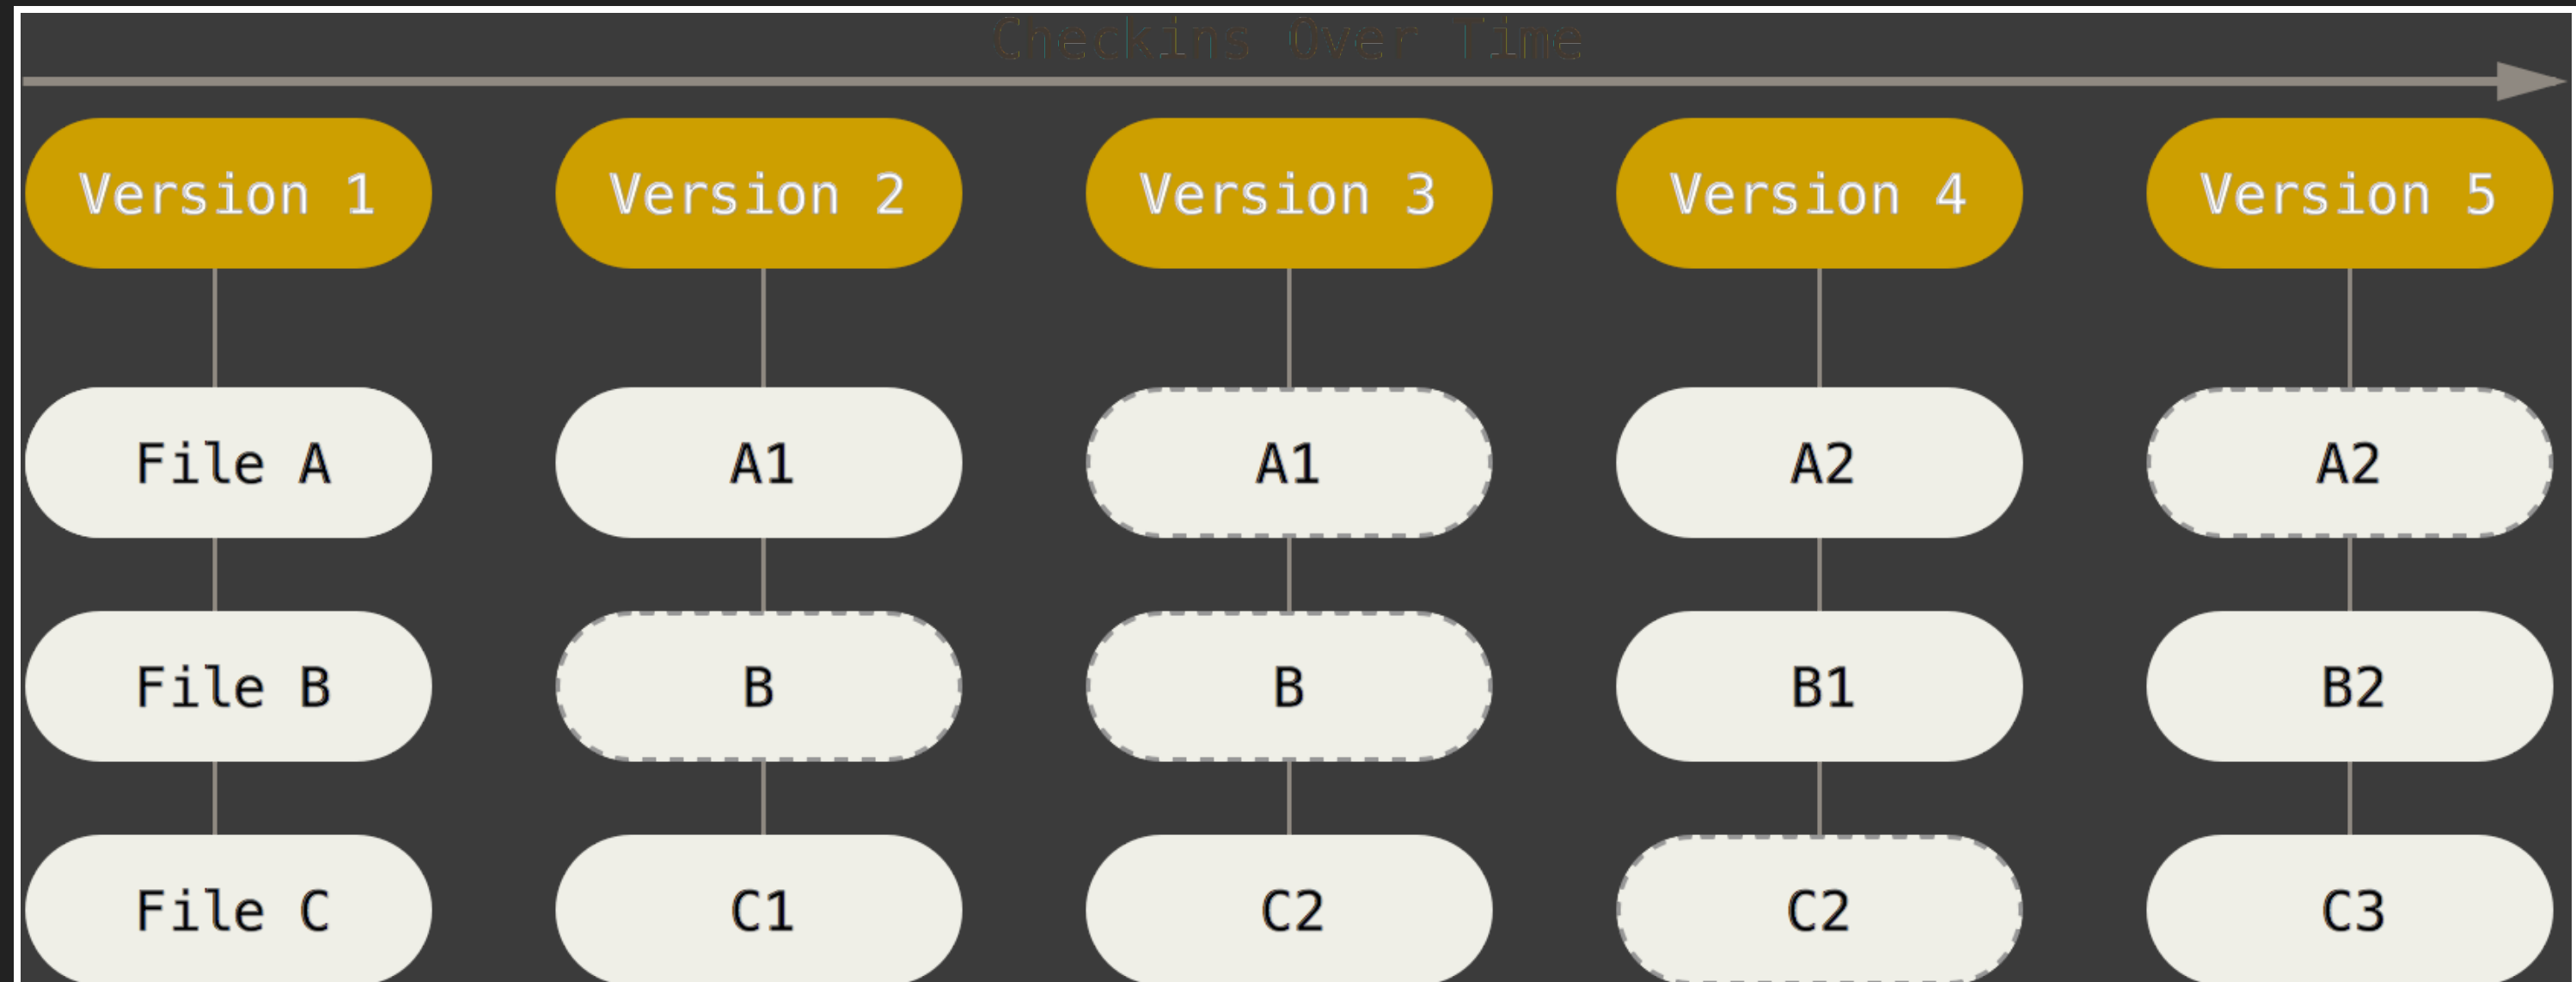 Checkins Over Time
Version 1 Version 2 Version 3 Version 4 Version 5
File A A1 A1 A2 A2
File B B B B1 B2
File C C1 C2 C2 C3